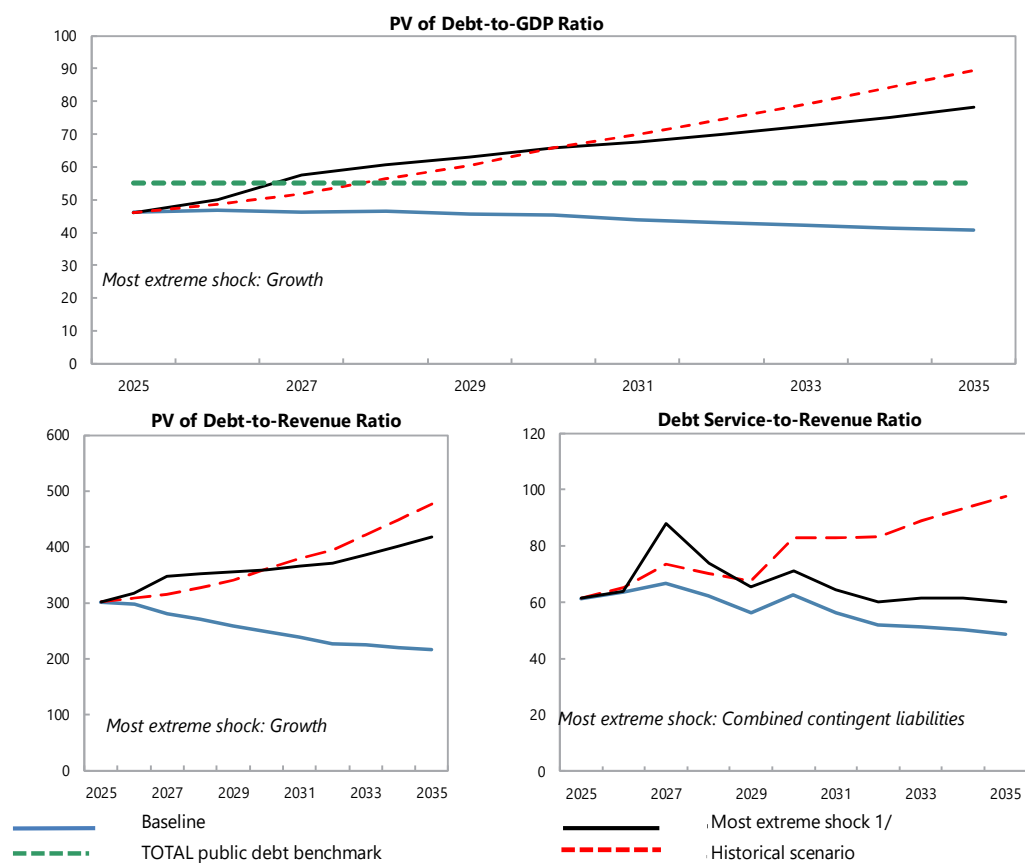 PV of Debt-to-GDP Ratio
100
90
80
70
60
50
40
30
20
10
0
Most extreme shock: Growth
2025 2027 2029 2031 2033 2035
PV of Debt-to-Revenue Ratio
600
500
400
300
200
100
0
Most extreme shock: Growth
2025 2027 2029 2031 2033 2035
Debt Service-to-Revenue Ratio
120
100
80
60
40
20
0
Most extreme shock: Combined contingent liabilities
2025 2027 2029 2031 2033 2035
Baseline
Most extreme shock 1/
TOTAL public debt benchmark
Historical scenario